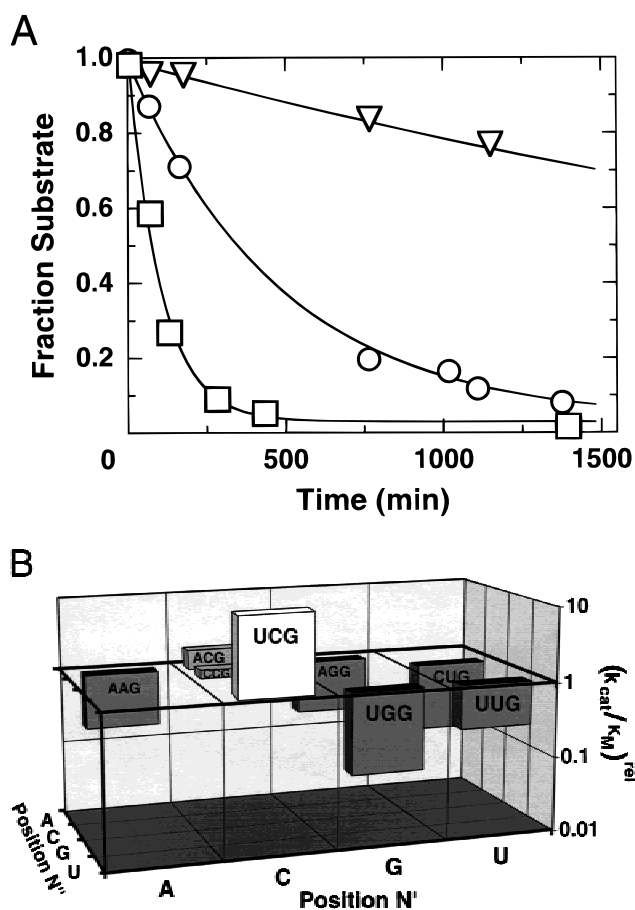 A
1.0
0.8
0.6
0.4
0.2
Fraction Substrate
0 500 1000 1500
Time (min)
B
10
1
0.1
0.01
(kcat/KM)rel
UCG
ACG
CCG
AAG
AGG
CUG
UGG
UUG
A
C
G
U
Position N"
A C G U
Position N'